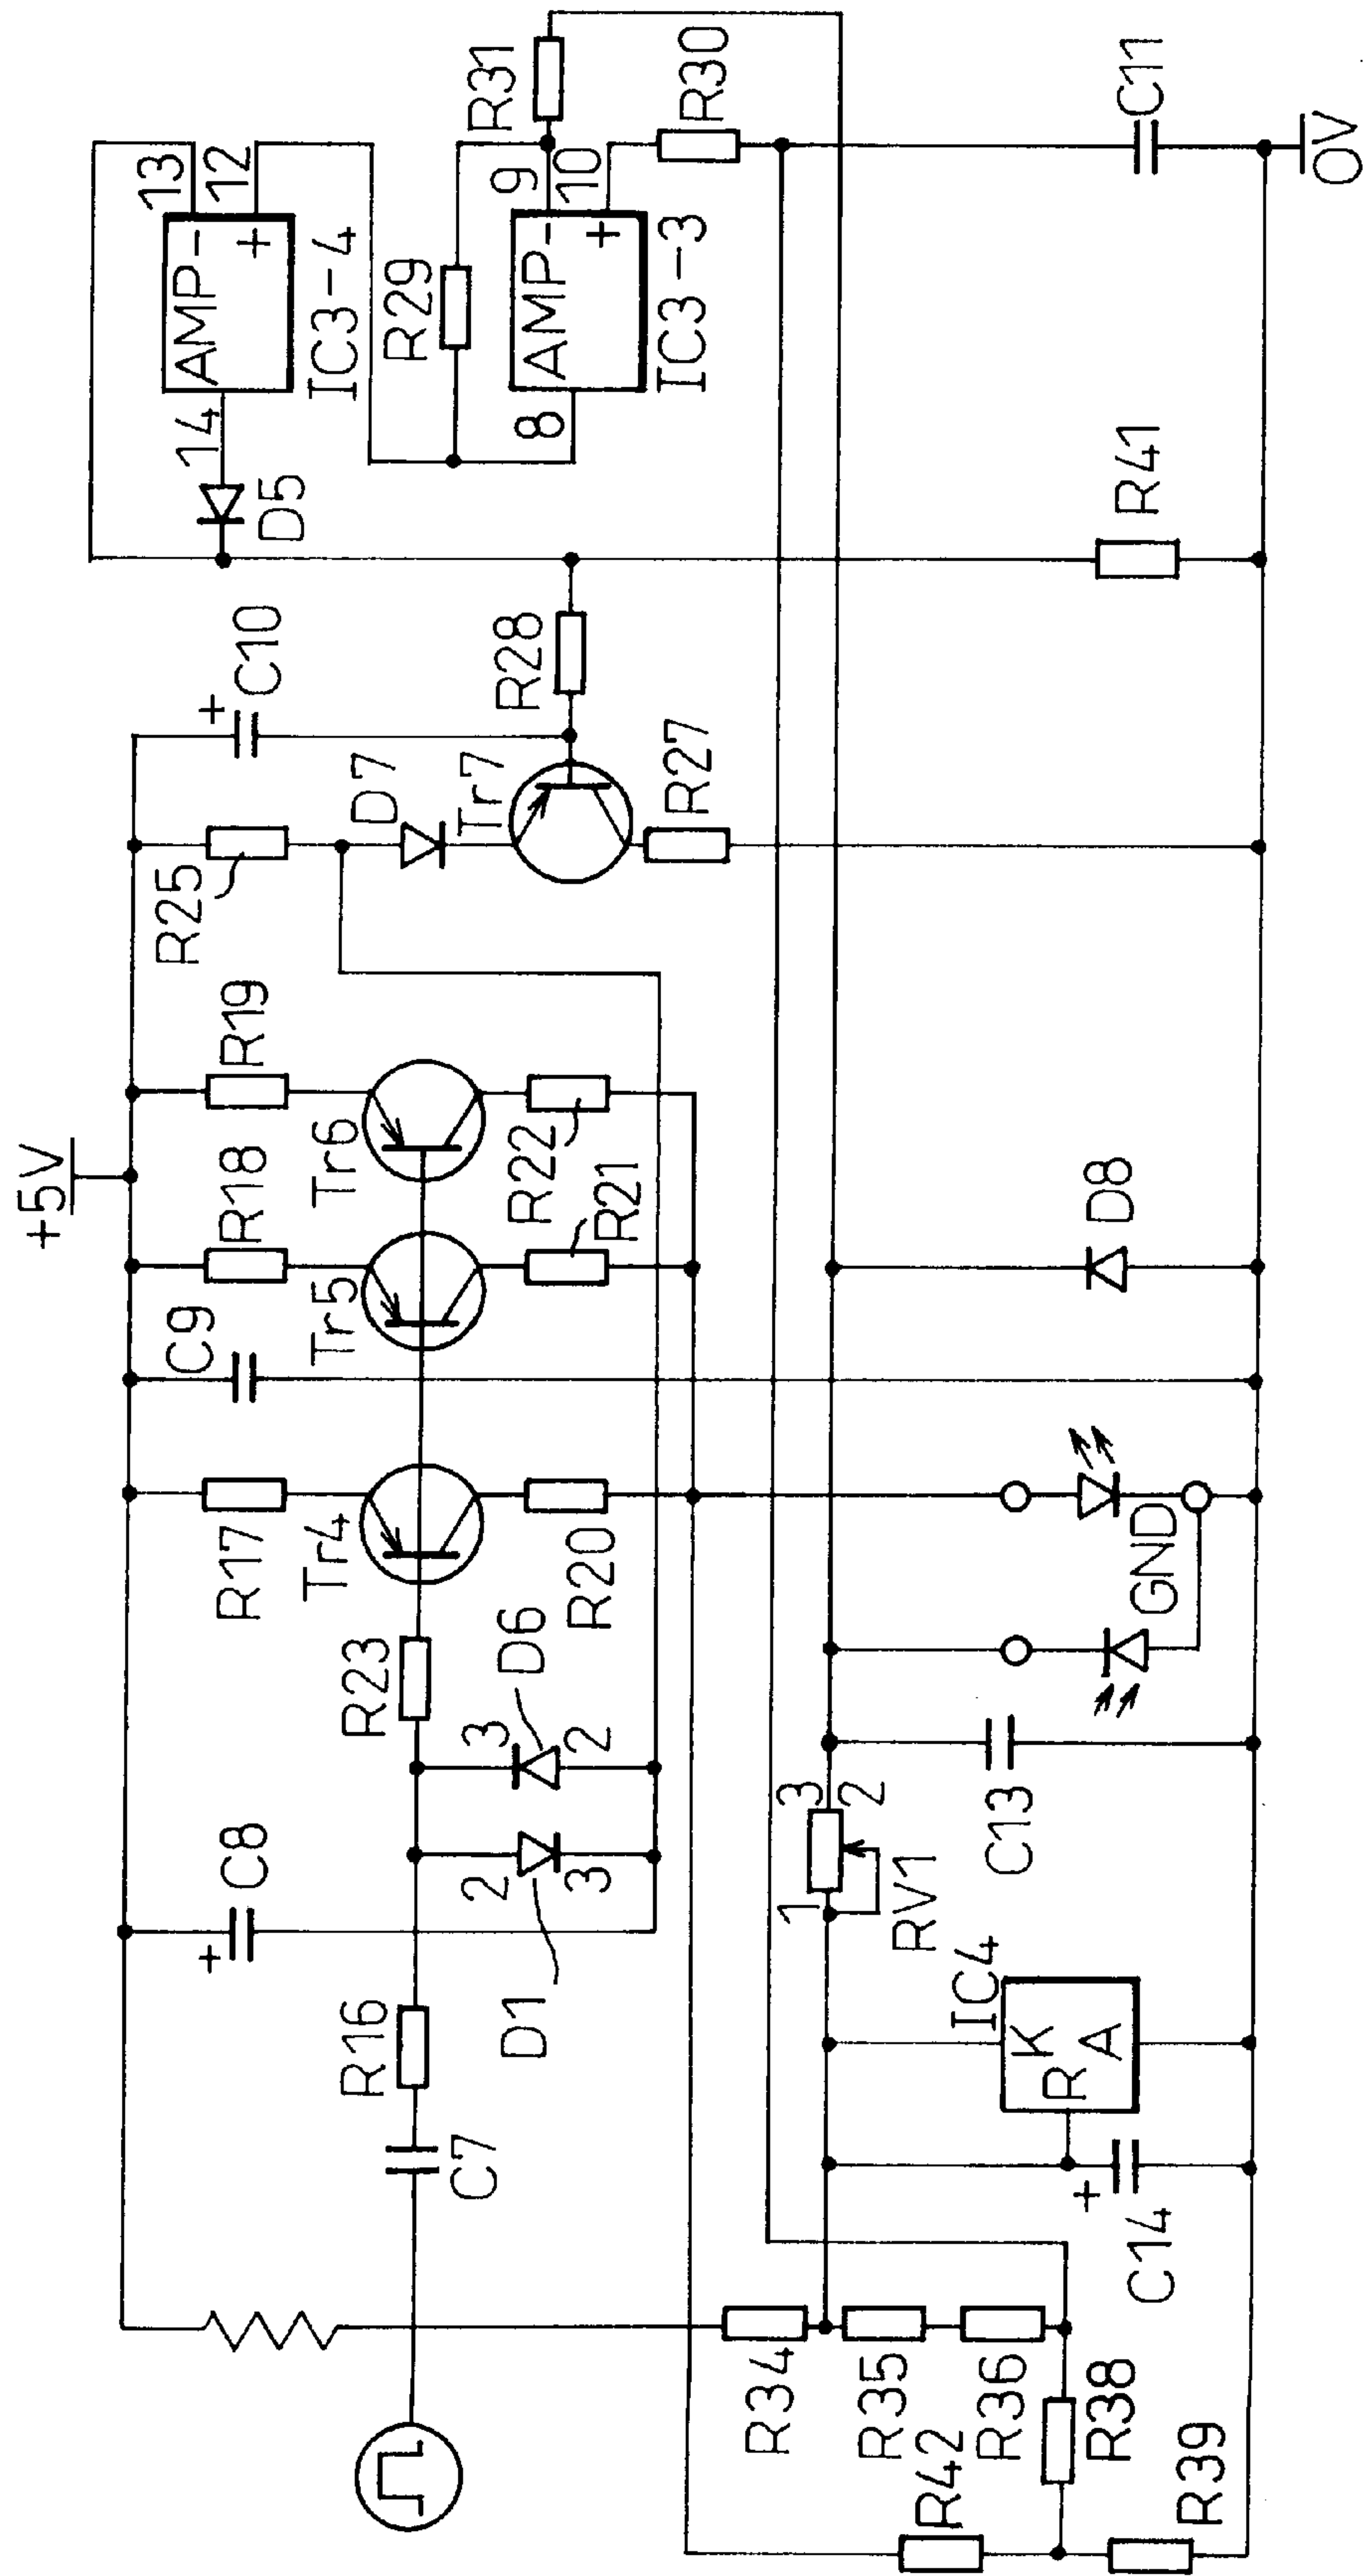 +5V
C8
C9
R17
R18
R19
R25
C10
D5
14
AMP
-
+
13
12
IC3-4
C7
R16
R23
Tr4
Tr5
Tr6
D7
Tr7
R28
R29
R31
2
3
3
2
D1
D6
R20
R21
R22
R27
8
AMP
-
+
9
10
IC3-3
R30
R34
R35
R36
R42
R38
R39
1
3
2
RV1
IC4
K
R
A
+
+
+
C14
C13
GND
D8
R41
C11
0V